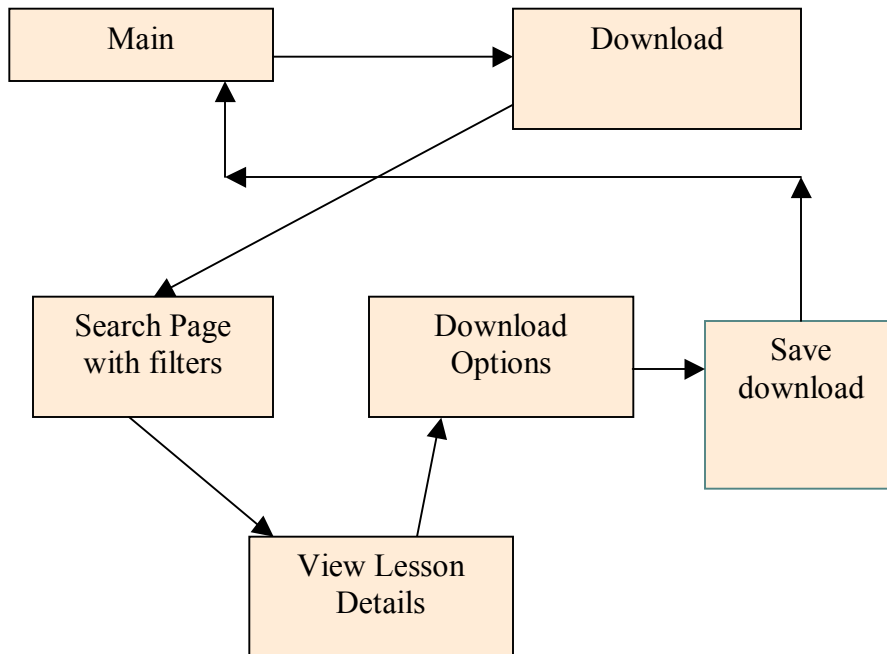 Main
Download
Search Page
with filters
Download
Options
Save
download
View Lesson
Details